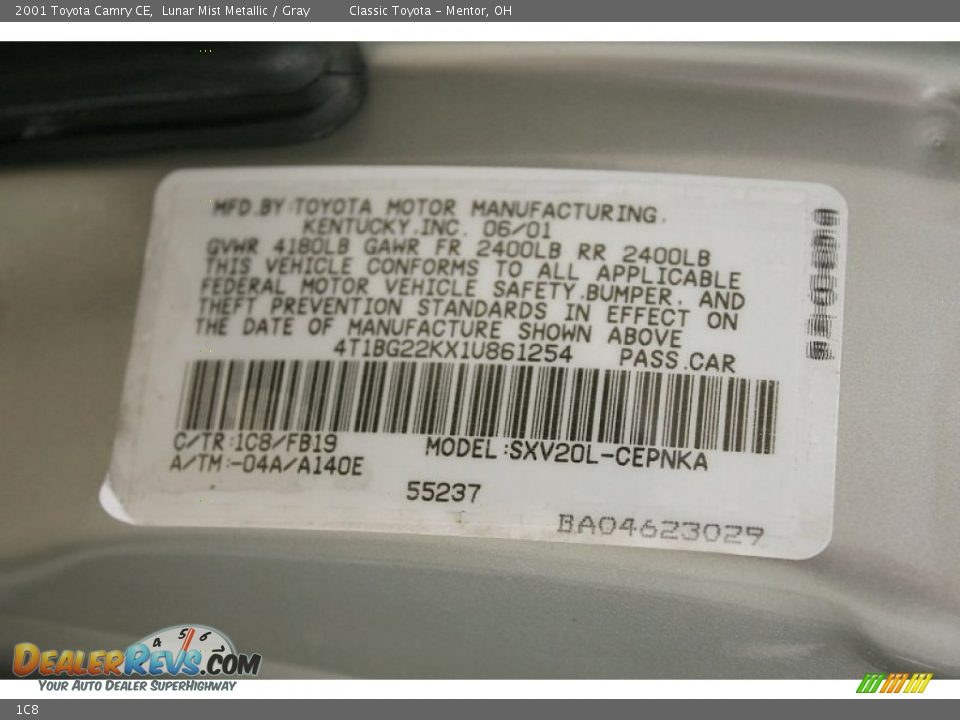 2001 Toyota Camry CE, Lunar Mist Metallic / Gray Classic Toyota - Mentor, OH
MFD.BY TOYOTA MOTOR MANUFACTURING.
KENTUCKY.INC. 06/01
GVWR 4180LB GAWR FR 2400LB RR 2400LB
THIS VEHICLE CONFORMS TO ALL APPLICABLE
FEDERAL MOTOR VEHICLE SAFETY.BUMPER. AND
THEFT PREVENTION STANDARDS IN EFFECT ON
THE DATE OF MANUFACTURE SHOWN ABOVE
4T1BG22KX1U861254 PASS.CAR
C/TR:1C8/FB19 MODEL:SXV20L-CEPNKA
A/TM:-04A/A140E
55237
BA04623029
4 5 6
DEALERREVS.COM
YOUR AUTO DEALER SUPERHIGHWAY
1C8